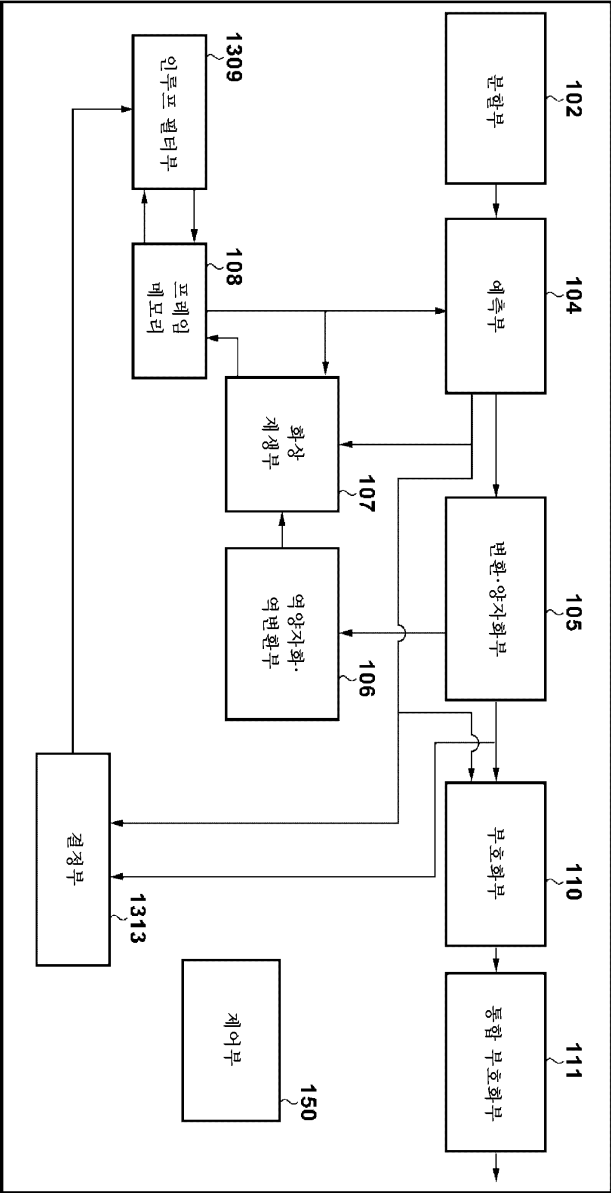 102
분할부
104
예측부
105
변환·양자화부
110
부호화부
111
통합 부호화부
107
화상
재생부
106
역양자화·
역변환부
150
제어부
1309
인루프 필터부
108
프레임
메모리
1313
결정부